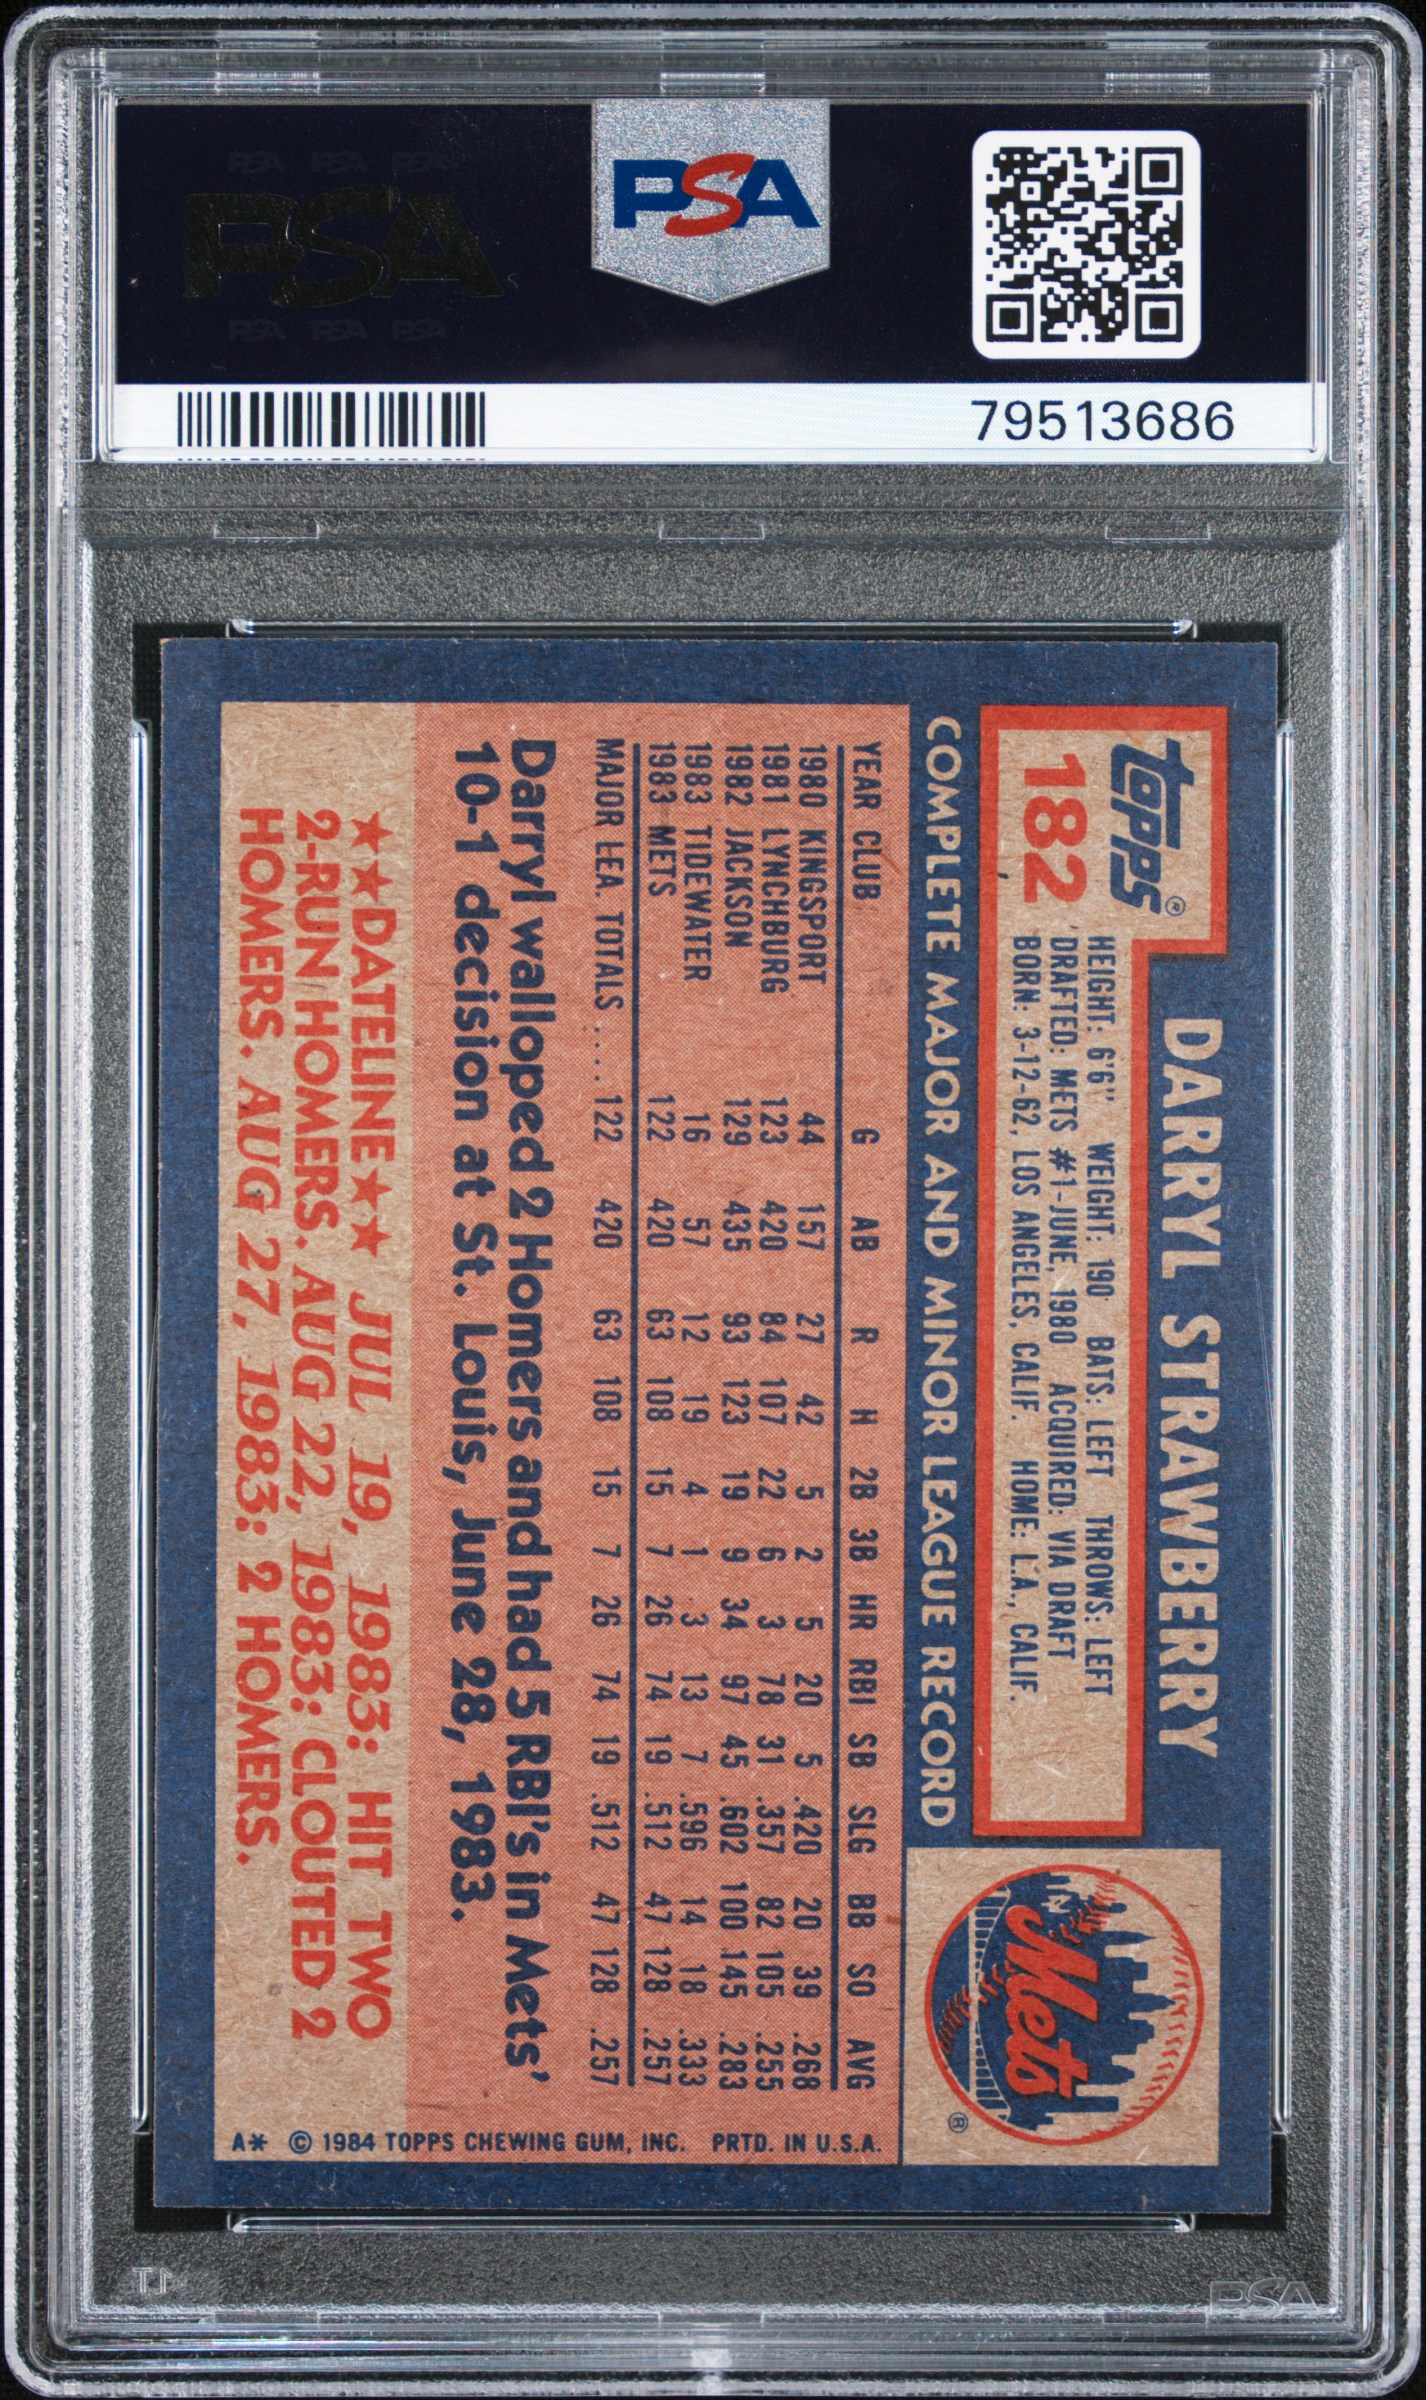 PSA PSA PSA
PSA
PSA PSA PSA
PSA
79513686
topps®
182
DARRYL STRAWBERRY
HEIGHT: 6'6" WEIGHT: 190 BATS: LEFT THROWS: LEFT
DRAFTED: METS #1-JUNE, 1980 ACQUIRED: VIA DRAFT
BORN: 3-12-62, LOS ANGELES, CALIF. HOME: L.A., CALIF.
Mets
®
COMPLETE MAJOR AND MINOR LEAGUE RECORD
YEAR CLUB G AB R H 2B 3B HR RBI SB SLG BB SO AVG
1980 KINGSPORT 44 157 27 42 5 2 5 20 5 .420 20 39 .268
1981 LYNCHBURG 123 420 84 107 22 6 3 78 31 .357 82 105 .255
1982 JACKSON 129 435 93 123 19 9 34 97 45 .602 100 145 .283
1983 TIDEWATER 16 57 12 19 4 1 3 13 7 .596 14 18 .333
1983 METS 122 420 63 108 15 7 26 74 19 .512 47 128 .257
MAJOR LEA. TOTALS .... 122 420 63 108 15 7 26 74 19 .512 47 128 .257
Darryl walloped 2 Homers and had 5 RBI's in Mets'
10-1 decision at St. Louis, June 28, 1983.
★★DATELINE★★ JUL 19, 1983: HIT TWO
2-RUN HOMERS. AUG 22, 1983: CLOUTED 2
HOMERS. AUG 27, 1983: 2 HOMERS.
A* © 1984 TOPPS CHEWING GUM, INC. PRTD. IN U.S.A.
PSA